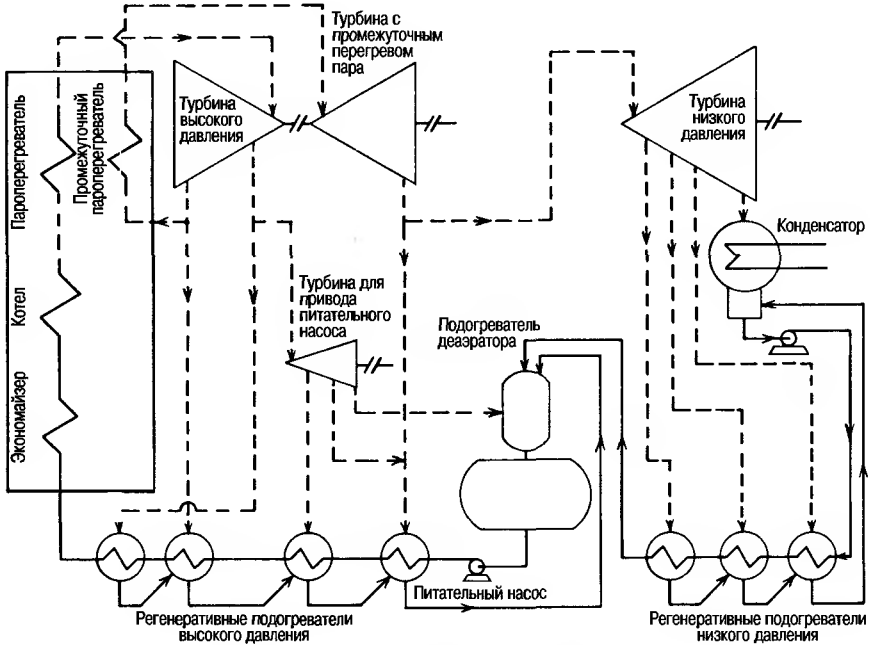 Турбина с
промежуточным
перегревом
пара
Турбина
высокого
давления
Турбина
низкого
давления
Пароперегреватель
Промежуточный
пароперегреватель
Конденсатор
Котел
Турбина для
привода
питательного
насоса
Подогреватель
деаэратора
Экономайзер
Питательный насос
Регенеративные подогреватели
высокого давления
Регенеративные подогреватели
низкого давления